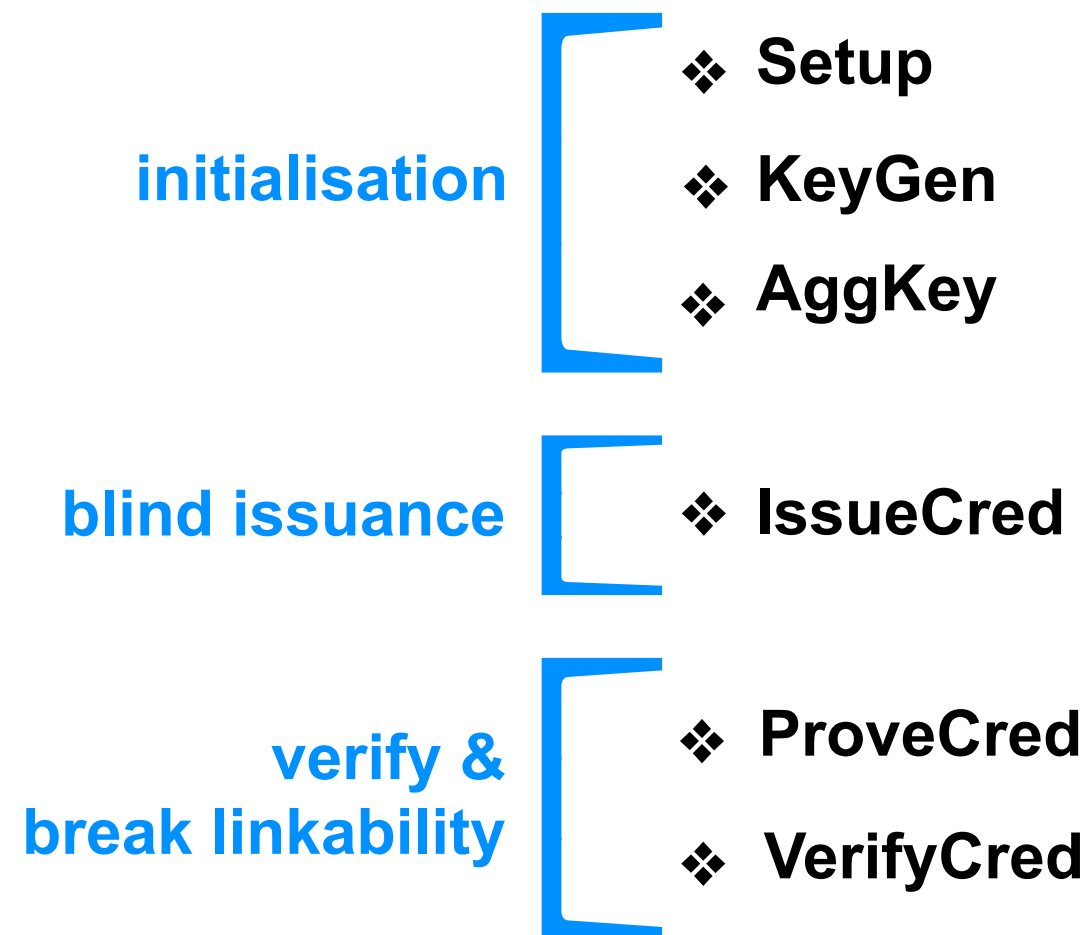 initialisation
❖ Setup
❖ KeyGen
❖ AggKey
blind issuance
❖ IssueCred
verify &
break linkability
❖ ProveCred
❖ VerifyCred